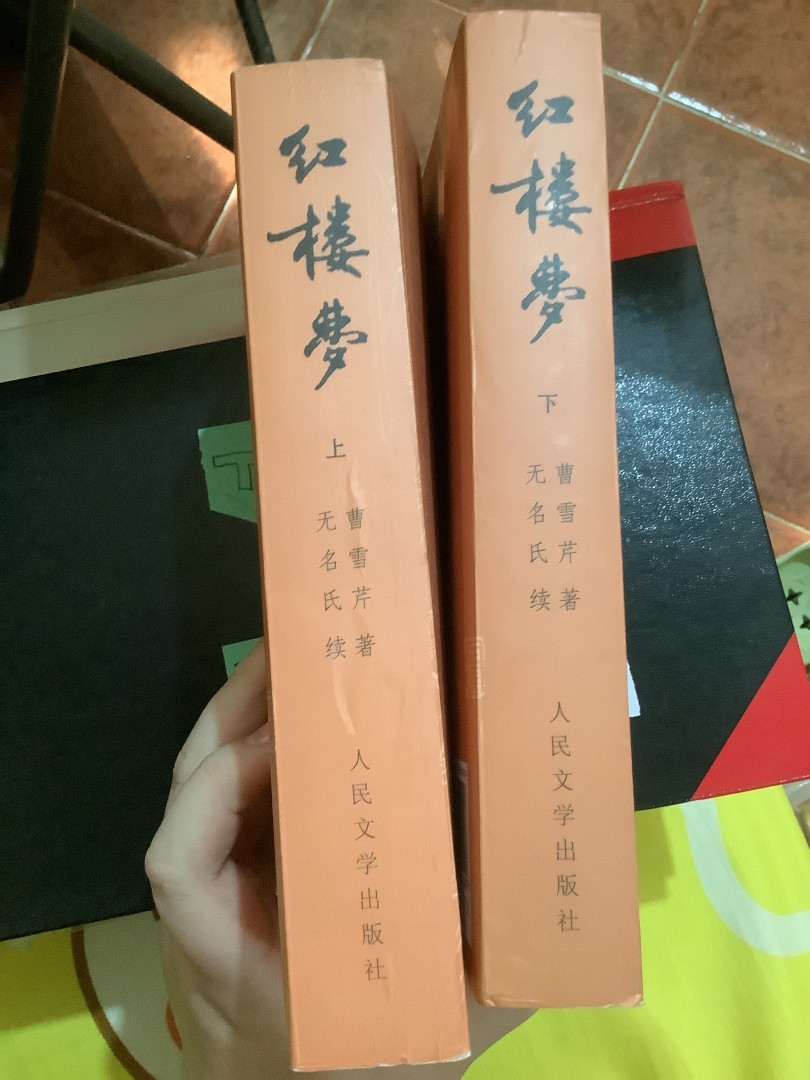 红楼梦
上
曹雪芹 著
无名氏 续
人民文学出版社
红楼梦
下
曹雪芹 著
无名氏 续
人民文学出版社
T